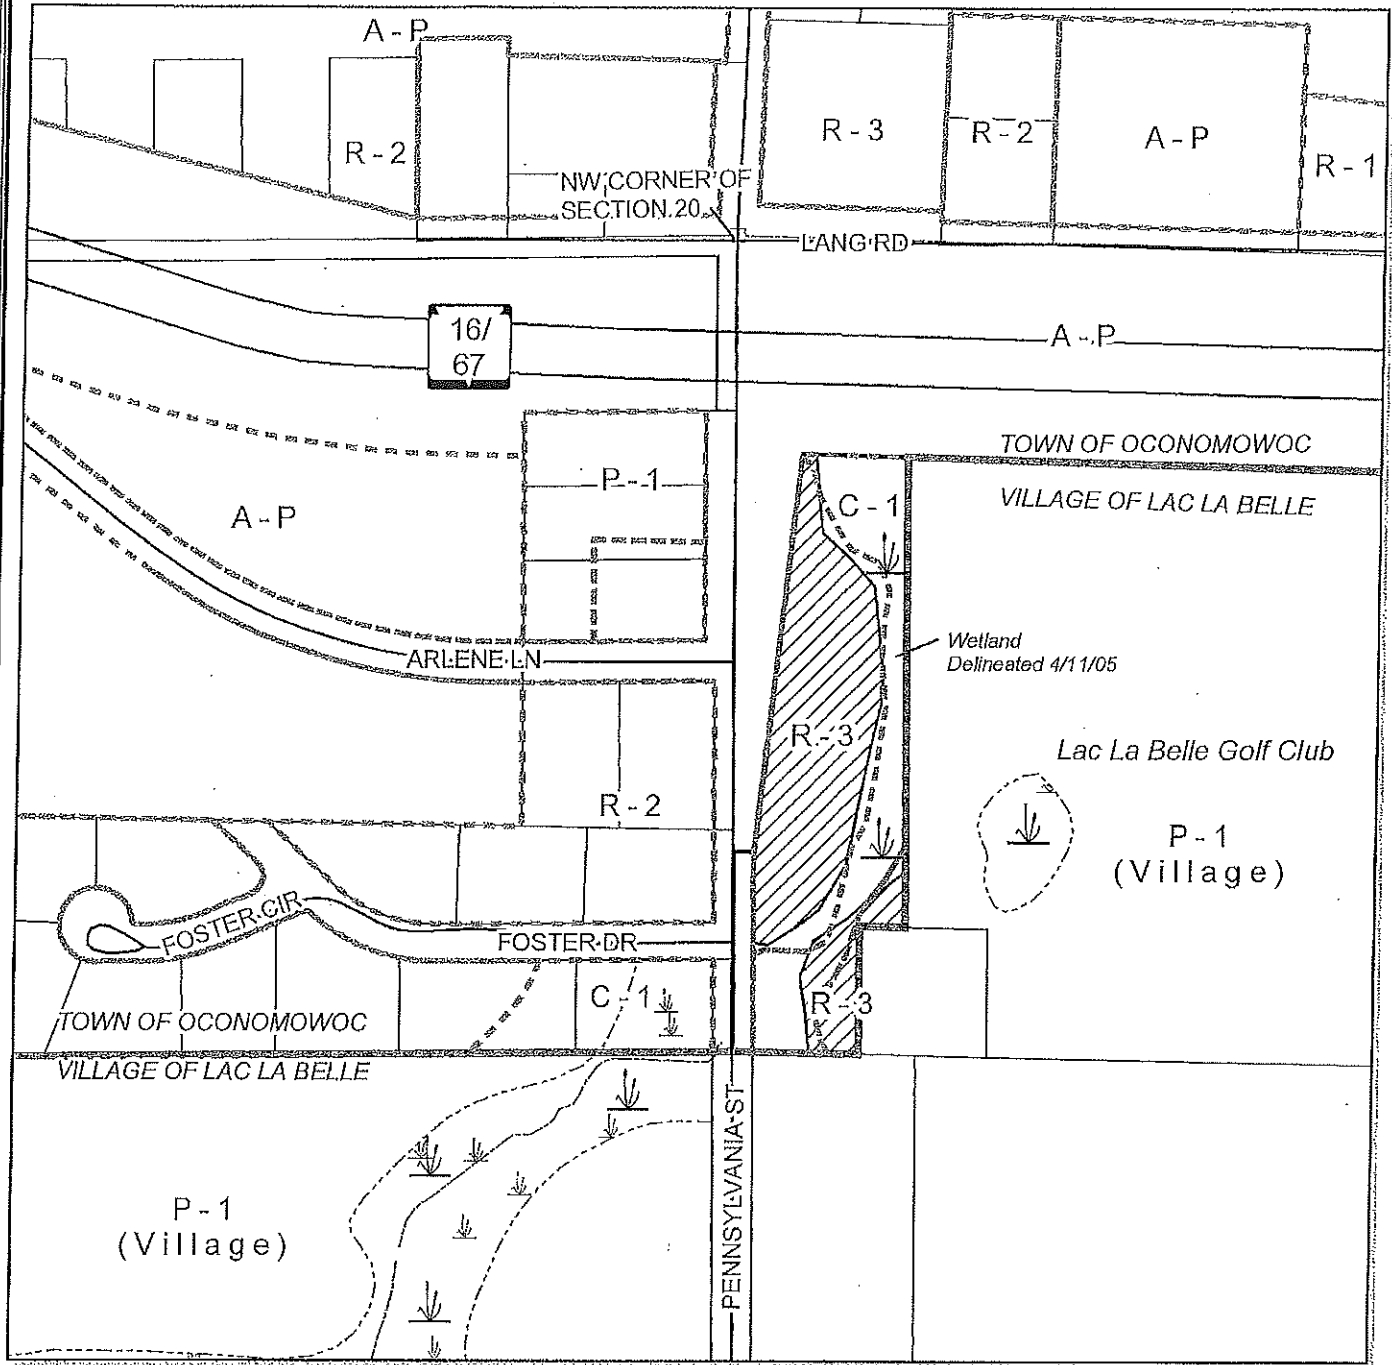 A-P
R-2
R-3
R-2
A-P
R-1
NW CORNER OF
SECTION 20
LANG RD
16/
67
A-P
TOWN OF OCONOMOWOC
VILLAGE OF LAC LA BELLE
P-1
C-1
A-P
Wetland
Delineated 4/11/05
ARLENE LN
R-3
Lac La Belle Golf Club
R-2
P-1
(Village)
FOSTER CIR
FOSTER DR
C-1
R-3
TOWN OF OCONOMOWOC
VILLAGE OF LAC LA BELLE
PENNSYLVANIA ST
P-1
(Village)